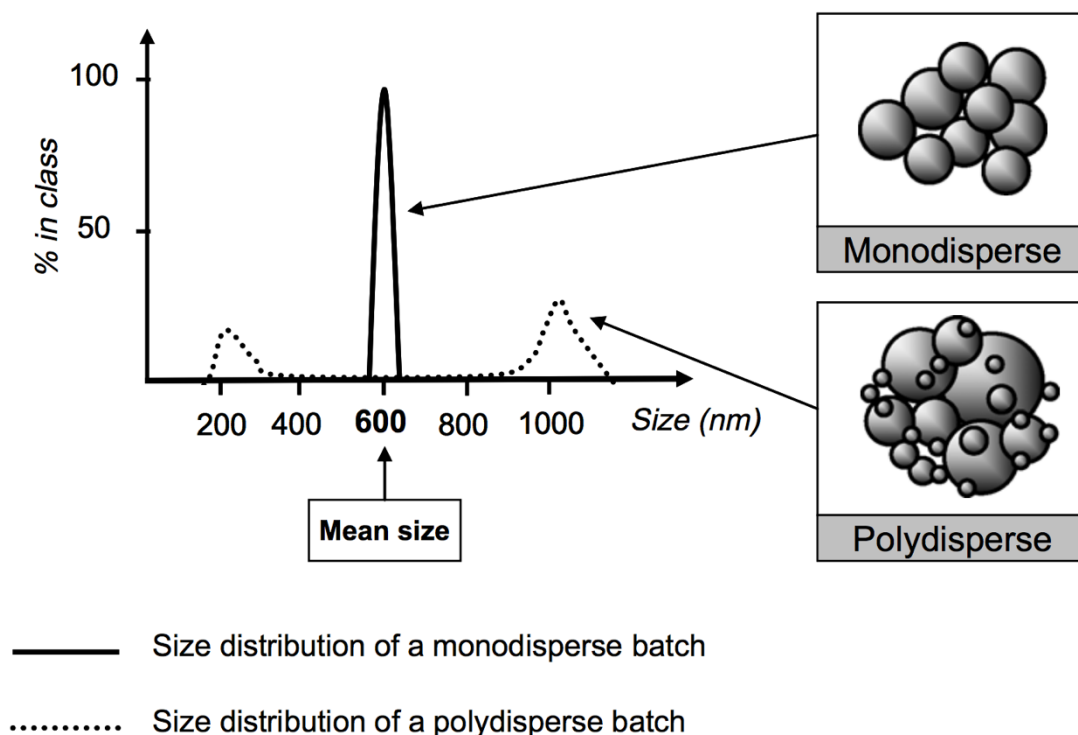 100
50
% in class
200
400
600
800
1000
Size (nm)
Mean size
Monodisperse
Polydisperse
Size distribution of a monodisperse batch
Size distribution of a polydisperse batch